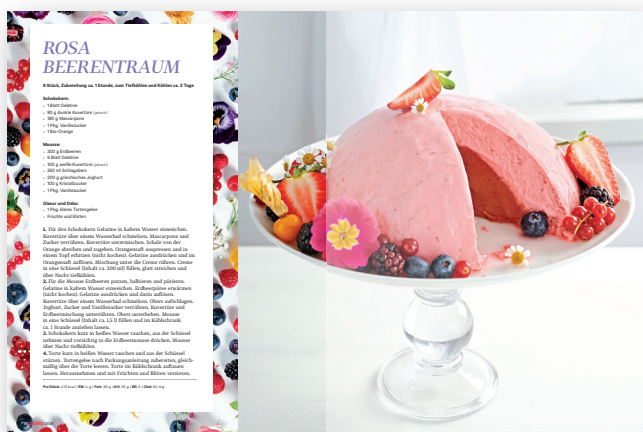 ROSA
BEERENTRAUM
8 Stück, Zubereitung ca. 1 Stunde, zum Tiefkühlen und Kühlen ca. 2 Tage
Schokokern:
1 Blatt Gelatine
80 g dunkle Kuvertüre (gehackt)
180 g Mascarpone
1 Pkg. Vanillezucker
1 Bio-Orange
Mousse:
300 g Erdbeeren
6 Blatt Gelatine
100 g weiße Kuvertüre (gehackt)
250 ml Schlagobers
200 g griechisches Joghurt
100 g Kristallzucker
1 Pkg. Vanillezucker
Glasur und Deko:
1 Pkg. klares Tortengelee
Früchte und Blüten
1. Für den Schokokern Gelatine in kaltem Wasser einweichen.
Kuvertüre über einem Wasserbad schmelzen. Mascarpone und
Zucker verrühren. Kuvertüre untermischen. Schale von der
Orange abreiben und zugeben. Orangensaft auspressen und in
einem Topf erhitzen (nicht kochen). Gelatine ausdrücken und im
Orangensaft auflösen. Mischung unter die Creme rühren. Creme
in eine Schüssel (Inhalt ca. 300 ml) füllen, glatt streichen und
über Nacht tiefkühlen.
2. Für die Mousse Erdbeeren putzen, halbieren und pürieren.
Gelatine in kaltem Wasser einweichen. Erdbeerpüree erwärmen
(nicht kochen). Gelatine ausdrücken und darin auflösen.
Kuvertüre über einem Wasserbad schmelzen. Obers aufschlagen.
Joghurt, Zucker und Vanillezucker verrühren. Kuvertüre und
Erdbeermischung unterrühren. Obers unterheben. Mousse
in eine Schüssel (Inhalt ca. 1,5 l) füllen und im Kühlschrank
ca. 1 Stunde anziehen lassen.
3. Schokokern kurz in heißes Wasser tauchen, aus der Schüssel
nehmen und vorsichtig in die Erdbeermousse drücken. Mousse
über Nacht tiefkühlen.
4. Torte kurz in heißes Wasser tauchen und aus der Schüssel
stürzen. Tortengelee nach Packungsanleitung zubereiten, gleich-
mäßig über die Torte leeren. Torte im Kühlschrank auftauen
lassen. Herausnehmen und mit Früchten und Blüten verzieren.